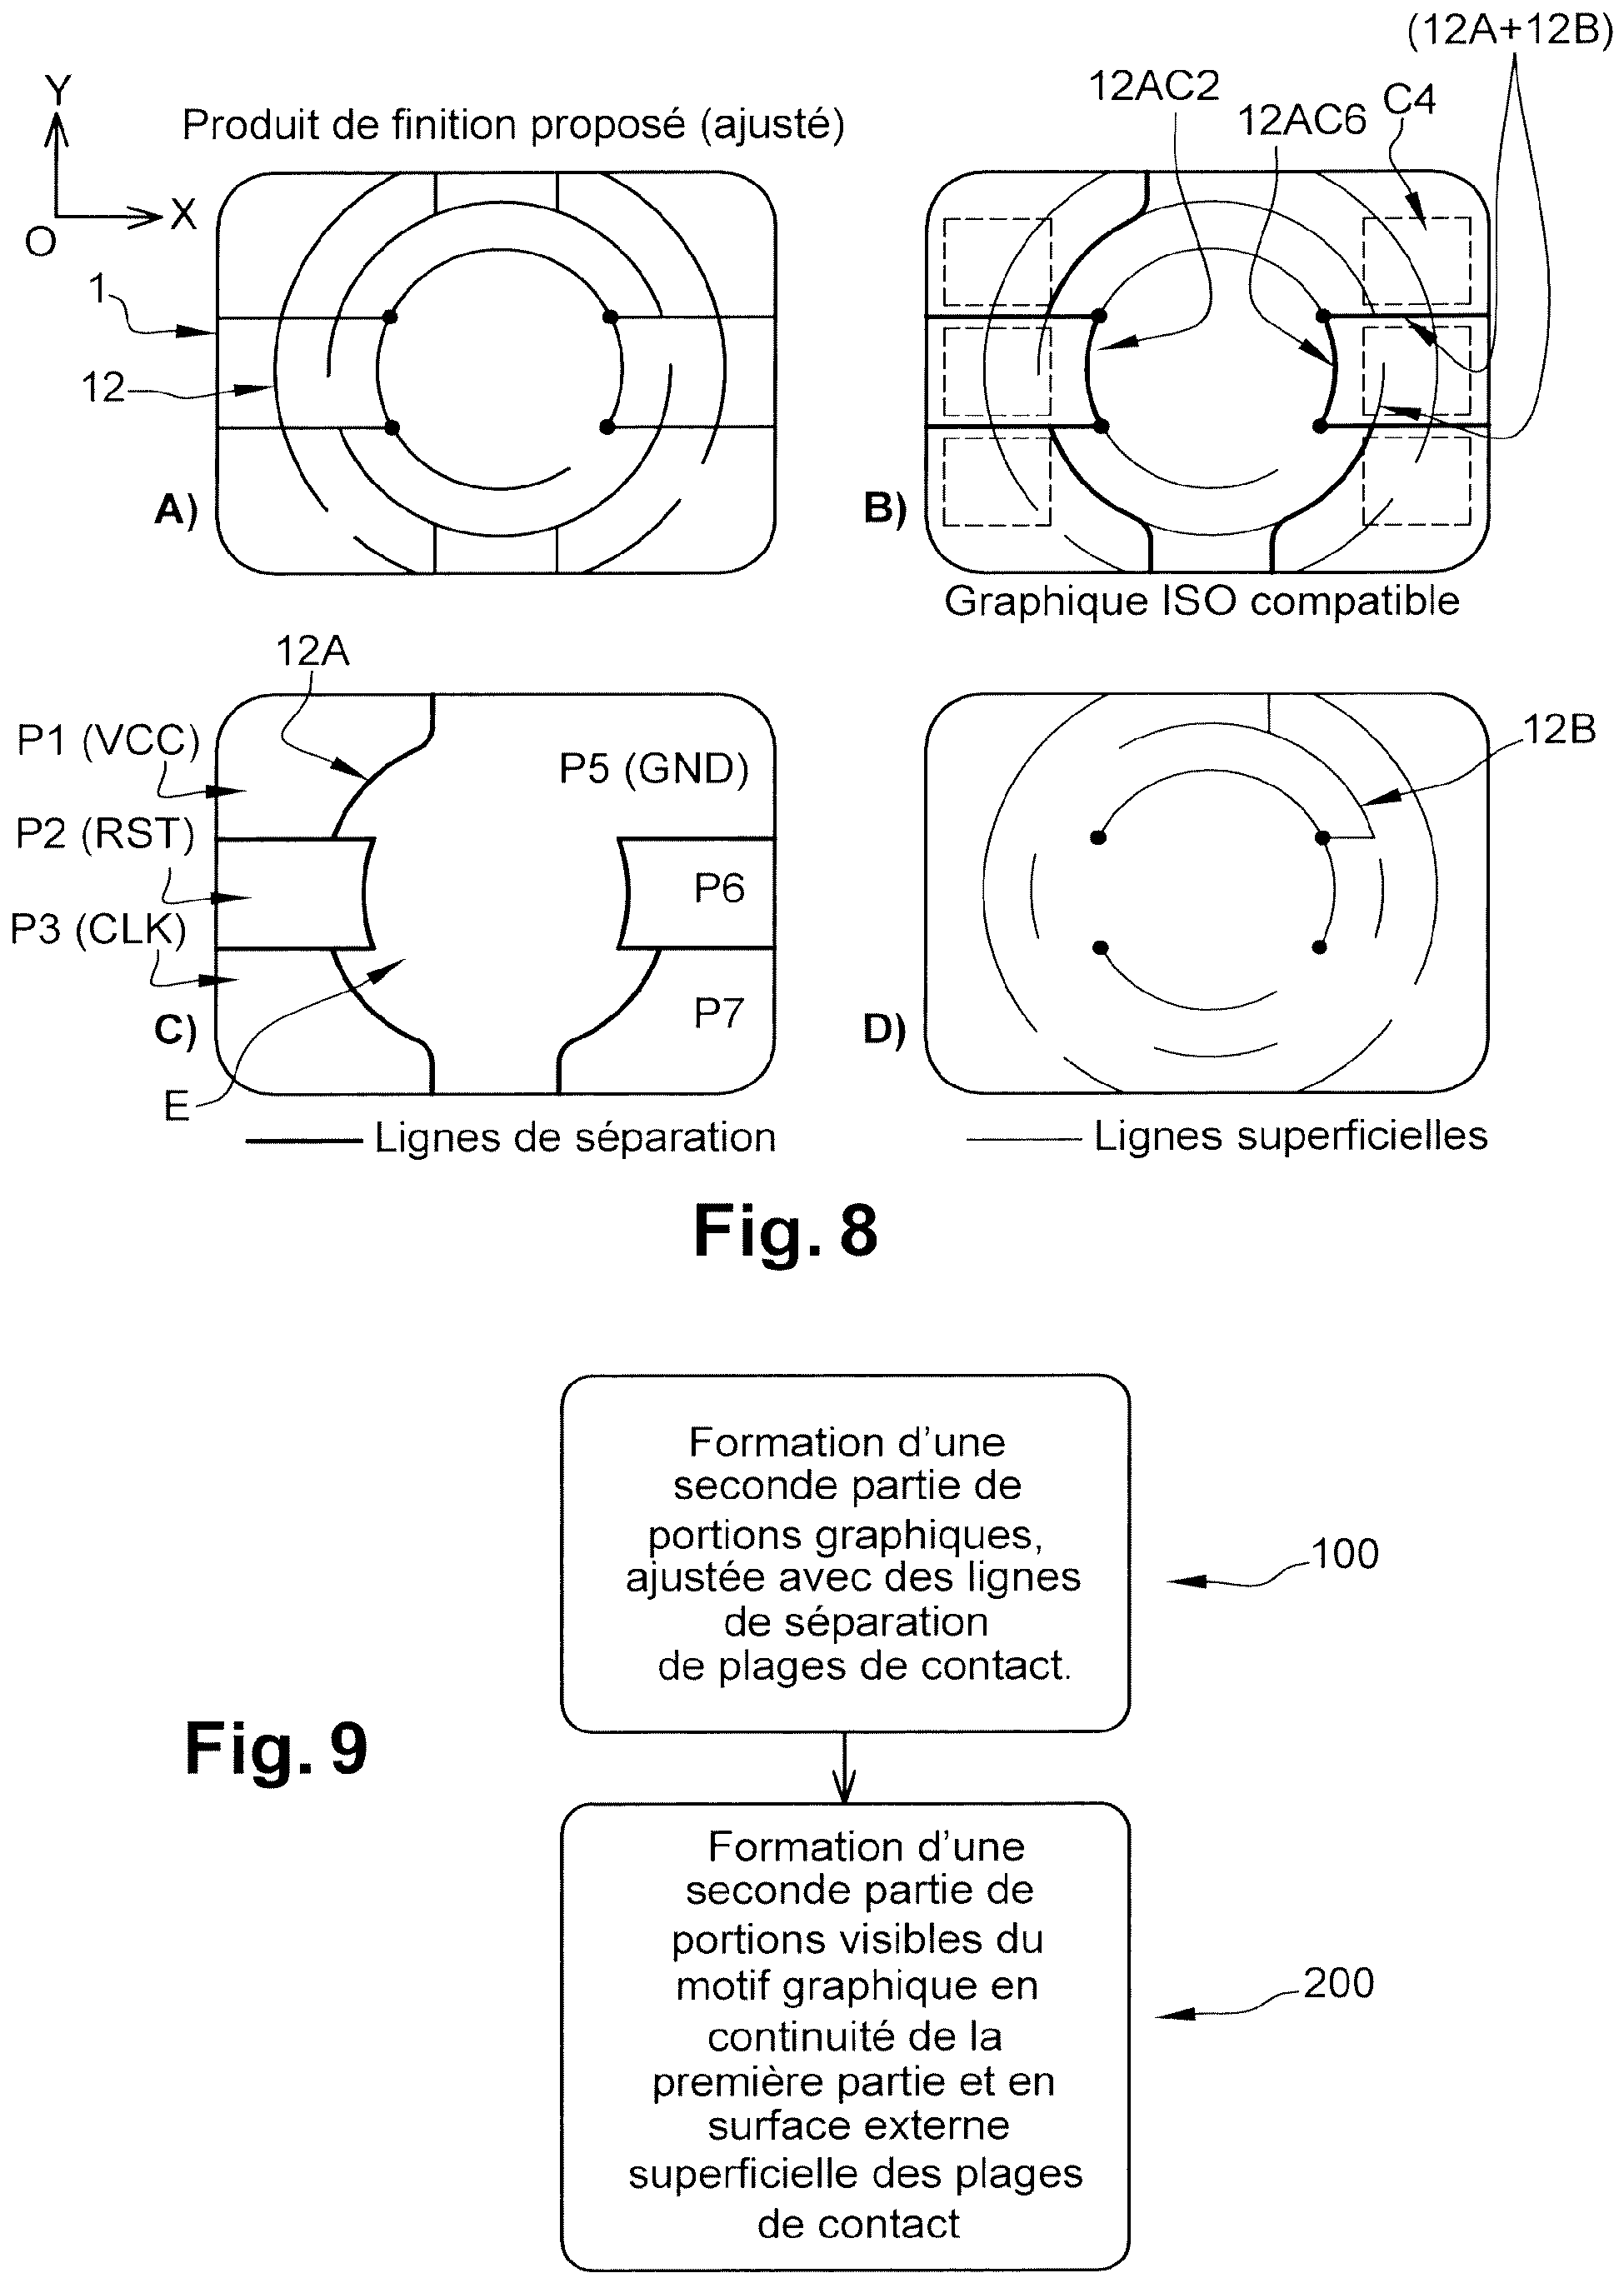 (12A+12B)
Y
12AC2
C4
Produit de finition proposé (ajusté)
12AC6
X
O
1
12
A)
B)
Graphique ISO compatible
12A
P1 (VCC)
P5 (GND)
12B
P2 (RST)
P6
P3 (CLK)
P7
C)
D)
E
Lignes de séparation
Lignes superficielles
Fig. 8
Formation d'une
seconde partie de
portions graphiques,
ajustée avec des lignes
de séparation
de plages de contact.
100
Fig. 9
Formation d'une
seconde partie de
portions visibles du
motif graphique en
continuité de la
première partie et en
surface externe
superficielle des plages
de contact
200